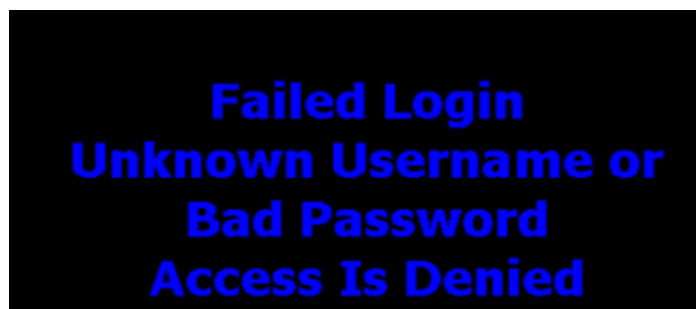 Failed Login
Unknown Username or
Bad Password
Access Is Denied